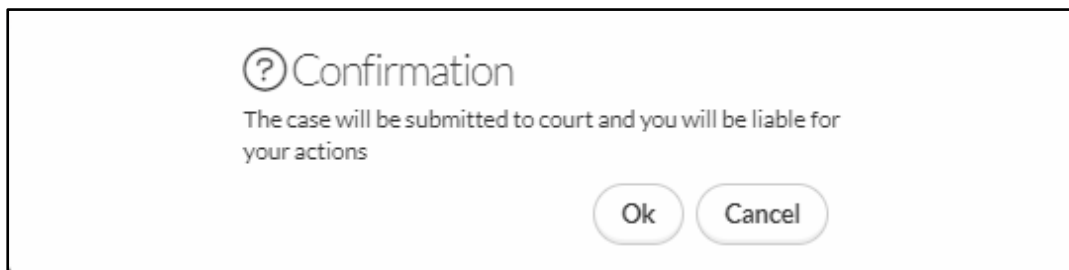 Confirmation
The case will be submitted to court and you will be liable for
your actions
Ok Cancel